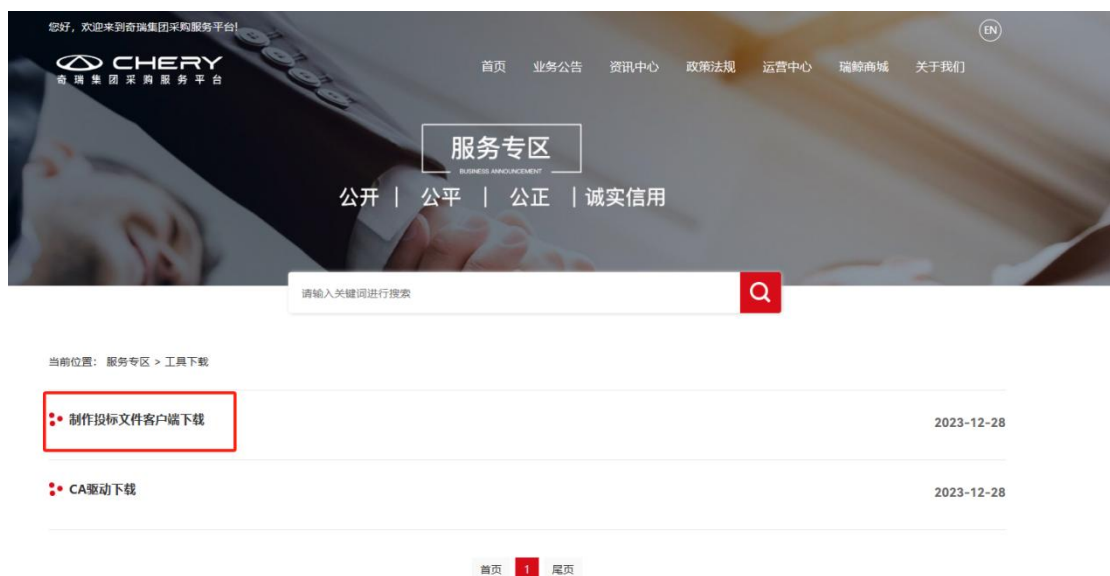 您好，欢迎来到奇瑞集团采购服务平台!
EN
CHERY
奇瑞集团采购服务平台
首页 业务公告 资讯中心 政策法规 运营中心 瑞鲸商城 关于我们
服务专区
BUSINESS ANNOUNCEMENT
公开 | 公平 | 公正 | 诚实信用
请输入关键词进行搜索
当前位置： 服务专区 > 工具下载
制作投标文件客户端下载 2023-12-28
CA驱动下载 2023-12-28
首页 1 尾页